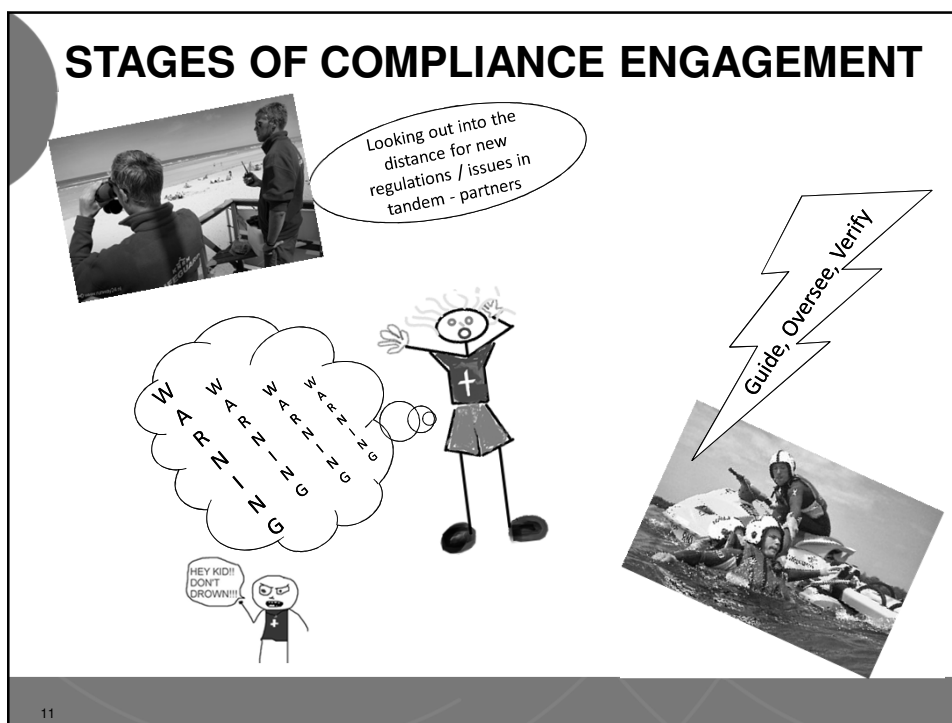 STAGES OF COMPLIANCE ENGAGEMENT
Looking out into the
distance for new
regulations / issues in
tandem - partners
Guide, Oversee, Verify
WARNING
WARNING
WARNING
WARNING
HEY KID!!
DON'T
DROWN!!!
11